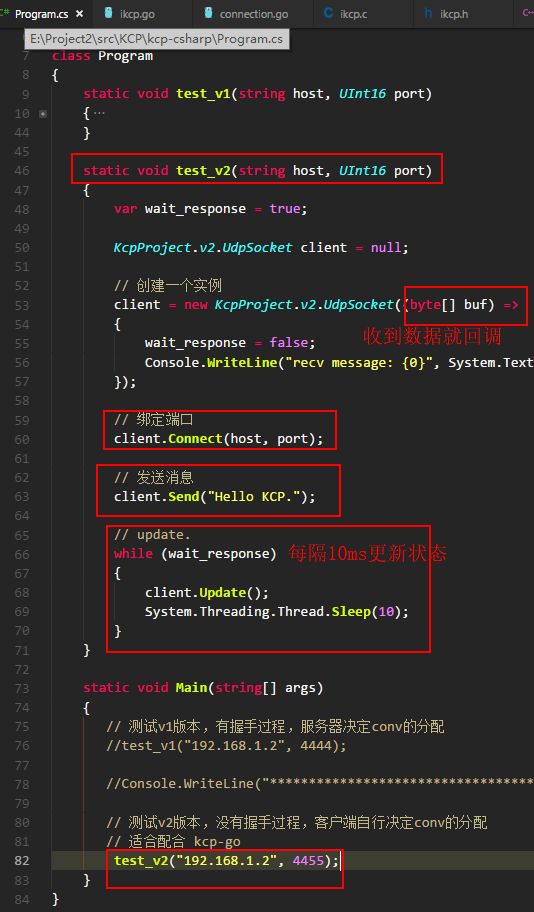 C# Program.cs × ikcp.go connection.go C ikcp.c h ikcp.h C++
E:\Project2\src\KCP\kcp-csharp\Program.cs
7 class Program
8 {
9 static void test_v1(string host, UInt16 port)
10 { ···
44 }
45
46 static void test_v2(string host, UInt16 port)
47 {
48 var wait_response = true;
49
50 KcpProject.v2.UdpSocket client = null;
51
52 // 创建一个实例
53 client = new KcpProject.v2.UdpSocket((byte[] buf) =>
54 {
收到数据就回调
55 wait_response = false;
56 Console.WriteLine("recv message: {0}", System.Text
57 });
58
59 // 绑定端口
60 client.Connect(host, port);
61
62 // 发送消息
63 client.Send("Hello KCP.");
64
65 // update.
66 while (wait_response) 每隔10ms更新状态
67 {
68 client.Update();
69 System.Threading.Thread.Sleep(10);
70 }
71 }
72
73 static void Main(string[] args)
74 {
75 // 测试v1版本，有握手过程，服务器决定conv的分配
76 //test_v1("192.168.1.2", 4444);
77
78 //Console.WriteLine("**********************************
79
80 // 测试v2版本，没有握手过程，客户端自行决定conv的分配
81 // 适合配合 kcp-go
82 test_v2("192.168.1.2", 4455);
83 }
84 }